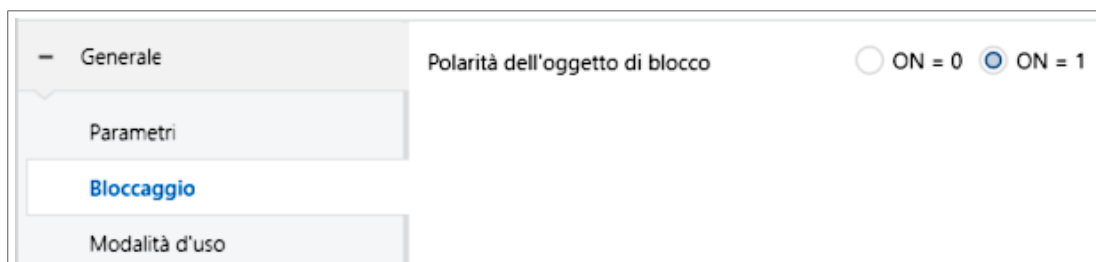 Generale
Polarità dell'oggetto di blocco ON = 0 ON = 1
Parametri
Bloccaggio
Modalità d'uso